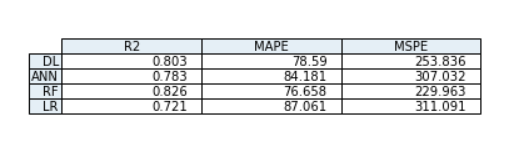 R2 MAPE MSPE
DL 0.803 78.59 253.836
ANN 0.783 84.181 307.032
RF 0.826 76.658 229.963
LR 0.721 87.061 311.091